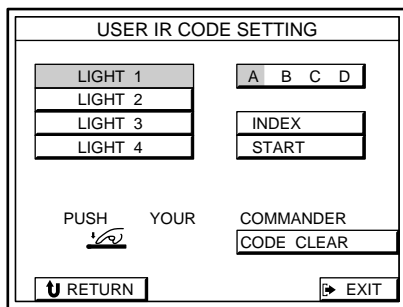 USER IR CODE SETTING
LIGHT 1
A B C D
LIGHT 2
LIGHT 3
INDEX
LIGHT 4
START
PUSH YOUR COMMANDER
CODE CLEAR
RETURN
EXIT